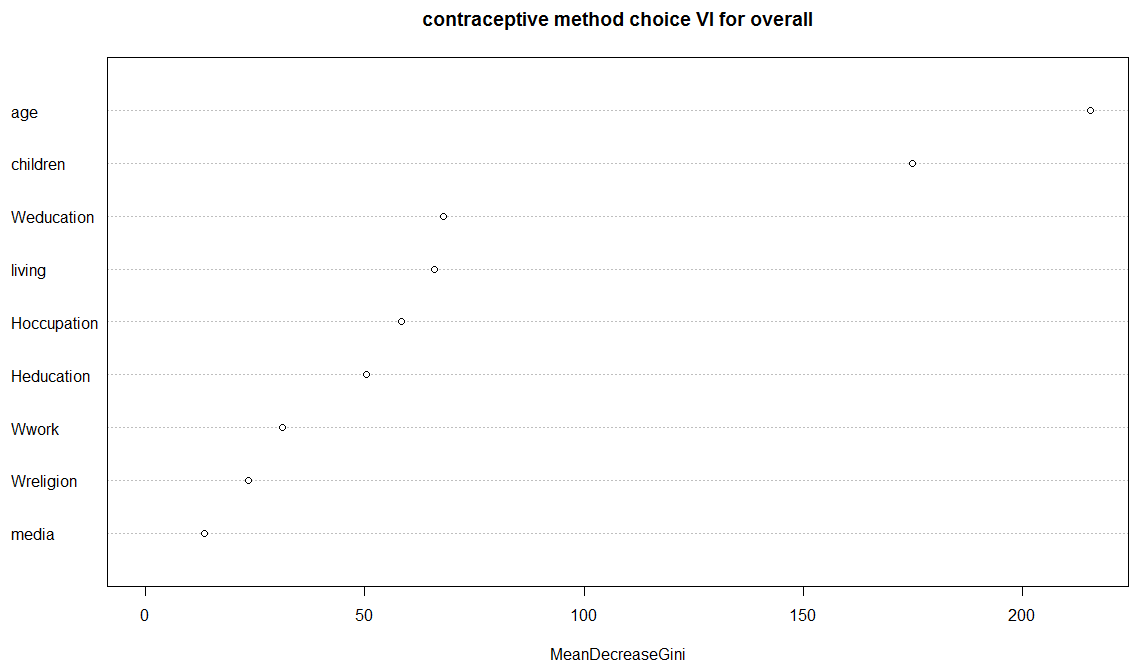 contraceptive method choice VI for overall
age
children
Weducation
living
Hoccupation
Heducation
Wwork
Wreligion
media
0 50 100 150 200
MeanDecreaseGini